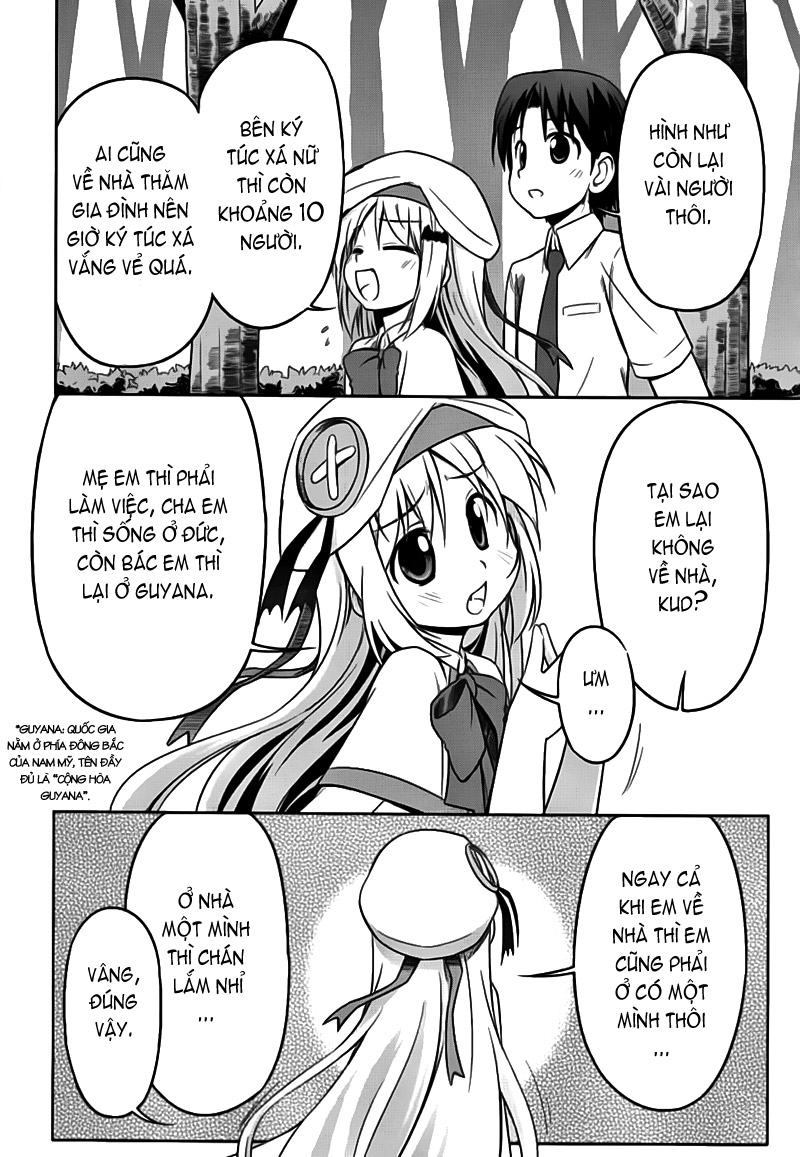 HÌNH NHƯ
CÒN LẠI
VÀI NGƯỜI
THÔI.
BÊN KÝ
TÚC XÁ NỮ
THÌ CÒN
KHOẢNG 10
NGƯỜI.
AI CŨNG
VỀ NHÀ THĂM
GIA ĐÌNH NÊN
GIỜ KÝ TÚC XÁ
VẮNG VẺ QUÁ.
TẠI SAO
EM LẠI
KHÔNG
VỀ NHÀ,
KUD?
ƯM
...
MẸ EM THÌ PHẢI
LÀM VIỆC, CHA EM
THÌ SỐNG Ở ĐỨC,
CÒN BÁC EM THÌ
LẠI Ở GUYANA.
*GUYANA: QUỐC GIA
NẰM Ở PHÍA ĐÔNG BẮC
CỦA NAM MỸ, TÊN ĐẦY
ĐỦ LÀ "CỘNG HÒA
GUYANA".
NGAY CẢ
KHI EM VỀ
NHÀ THÌ EM
CŨNG PHẢI
Ở CÓ MỘT
MÌNH THÔI
...
Ở NHÀ
MỘT MÌNH
THÌ CHÁN
LẮM NHỈ
...
VÂNG,
ĐÚNG
VẬY.